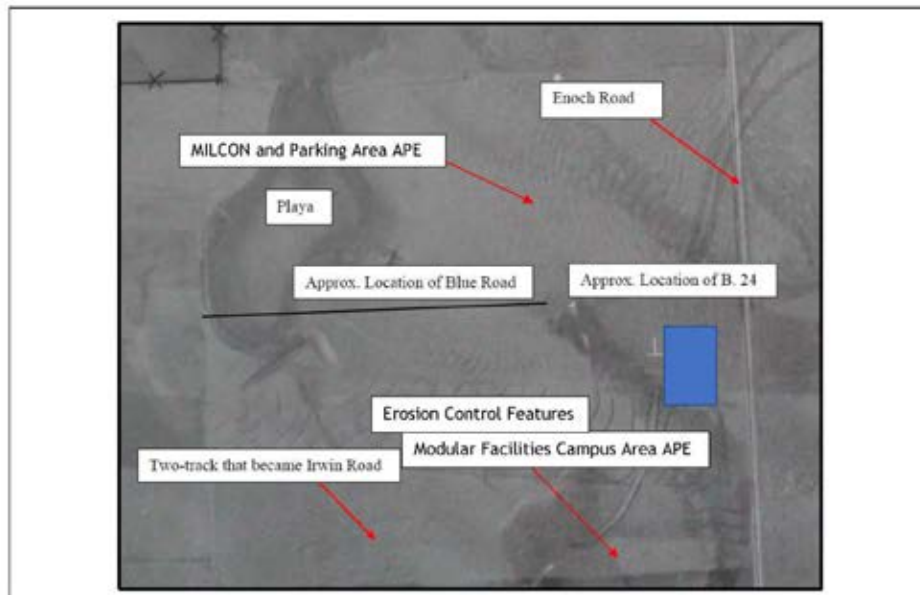 Enoch Road
MILCON and Parking Area APE
Playa
Approx. Location of Blue Road
Approx. Location of B. 24
Erosion Control Features
Modular Facilities Campus Area APE
Two-track that became Irwin Road